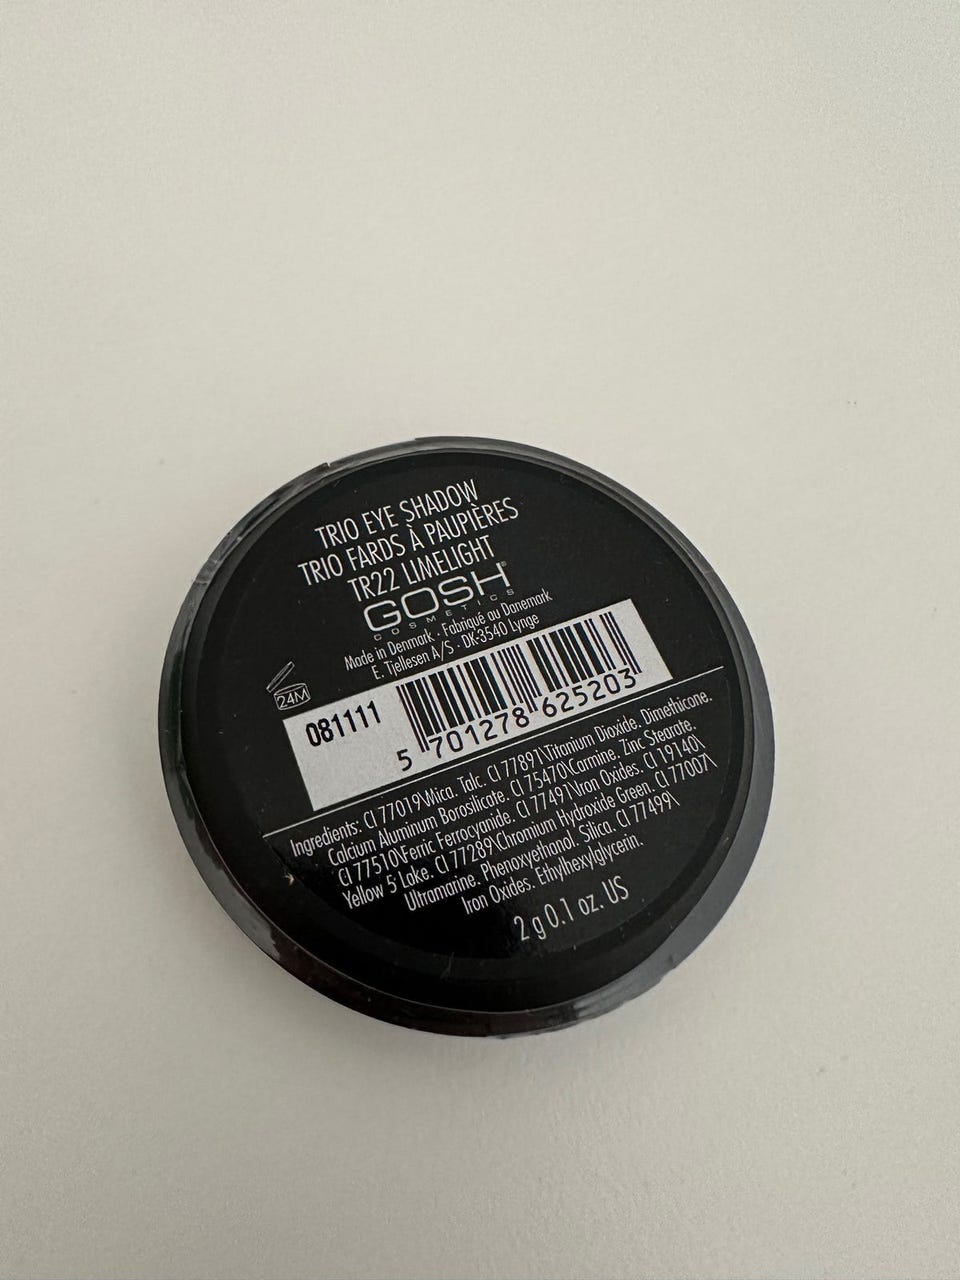 TRIO EYE SHADOW
TRIO FARDS À PAUPIÈRES
TR22 LIMELIGHT
GOSH®
COSMETICS
Made in Denmark · Fabriqué au Danemark
E. Tjellesen A/S · DK-3540 Lynge
24M
081111
5 701278 625203
Ingredients: CI 77019\Mica. Talc. CI 77891\Titanium Dioxide. Dimethicone.
Calcium Aluminum Borosilicate. CI 75470\Carmine. Zinc Stearate.
CI 77510\Ferric Ferrocyanide. CI 77491\Iron Oxides. CI 19140\
Yellow 5 Lake. CI 77289\Chromium Hydroxide Green. CI 77007\
Ultramarine. Phenoxyethanol. Silica. CI 77499\
Iron Oxides. Ethylhexylglycerin.
2 g 0.1 oz. US